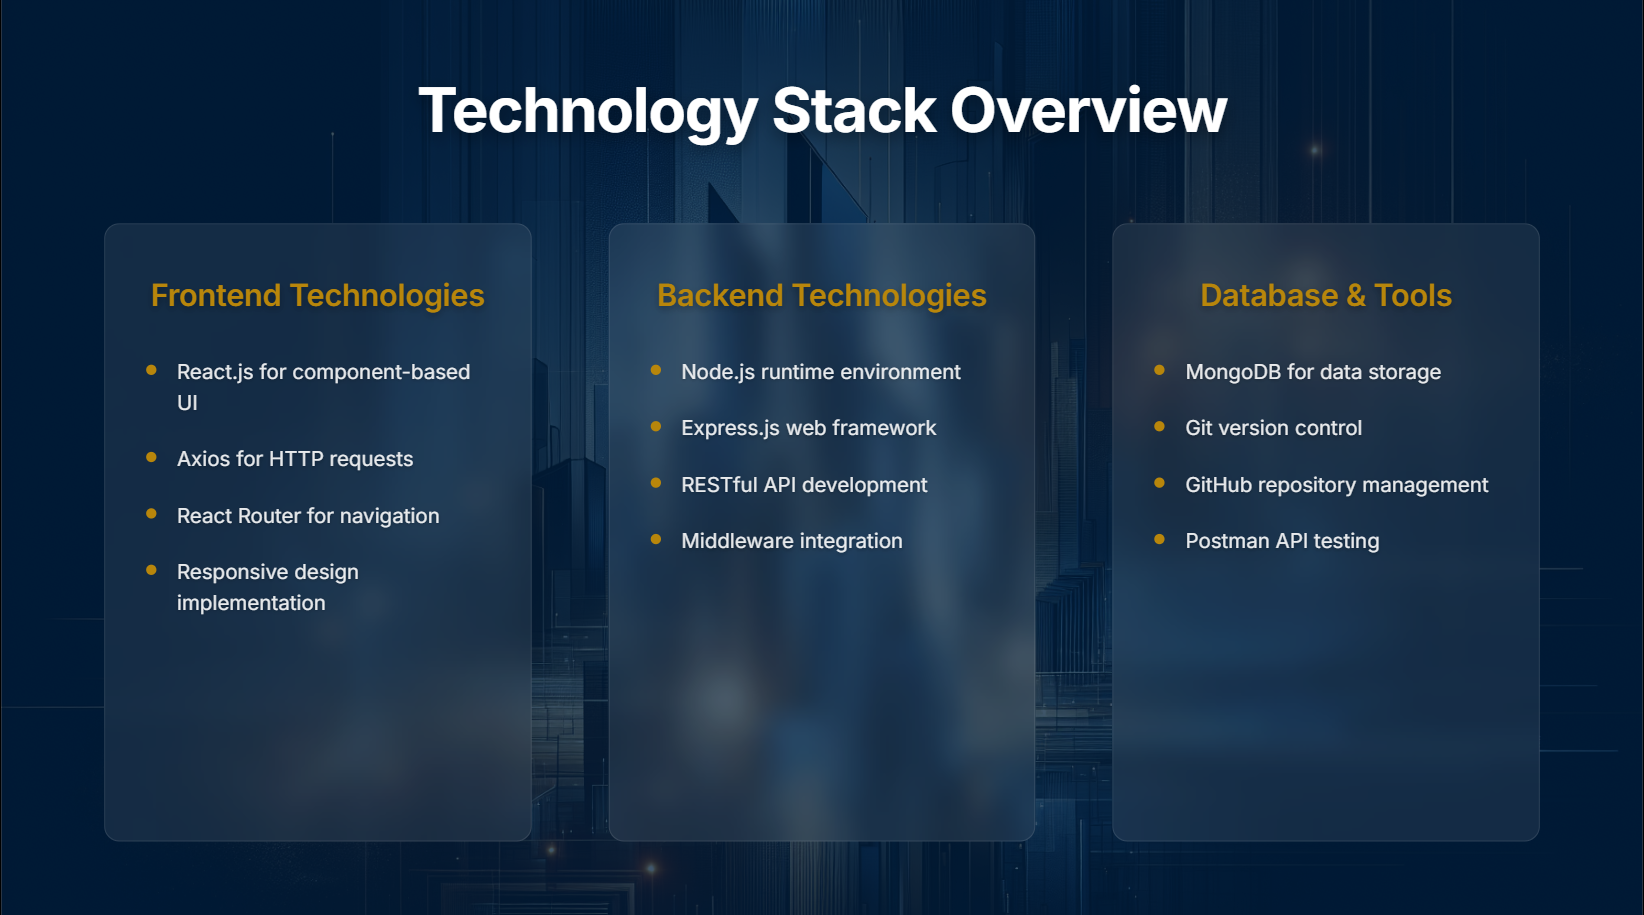 Technology Stack Overview
Frontend Technologies
React.js for component-based
UI
Axios for HTTP requests
React Router for navigation
Responsive design
implementation
Backend Technologies
Node.js runtime environment
Express.js web framework
RESTful API development
Middleware integration
Database & Tools
MongoDB for data storage
Git version control
GitHub repository management
Postman API testing